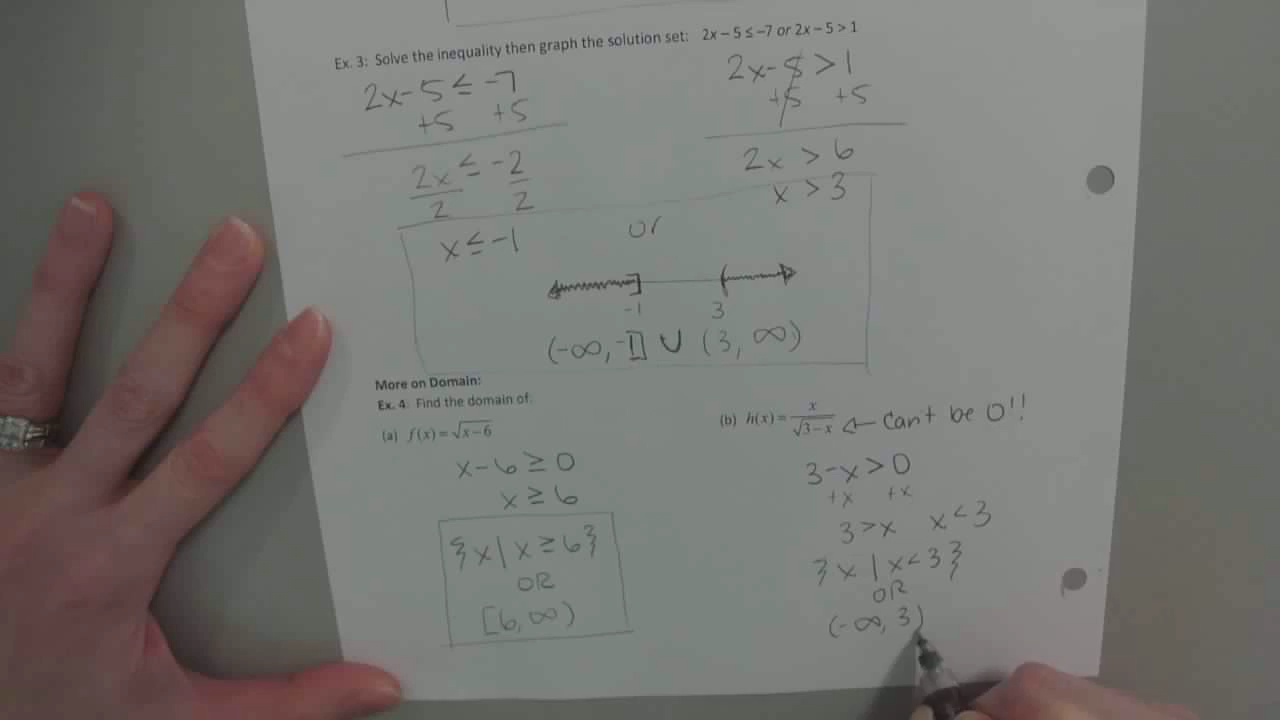 Ex. 3: Solve the inequality then graph the solution set: 2x – 5 ≤ –7 or 2x – 5 > 1
2x-5 ≤ -7
+5 +5
2x ≤ -2
2 2
x ≤ -1
or
2x-5 > 1
+5 +5
2x > 6
x > 3
-1 3
(-∞, -1] ∪ (3, ∞)
More on Domain:
Ex. 4: Find the domain of:
(a) f(x) = √x–6
x-6 ≥ 0
x ≥ 6
{x | x ≥ 6}
OR
[6, ∞)
(b) h(x) = x/√3–x ← Can't be 0!!
3-x > 0
+x +x
3 > x x < 3
{x | x < 3}
OR
(-∞, 3)